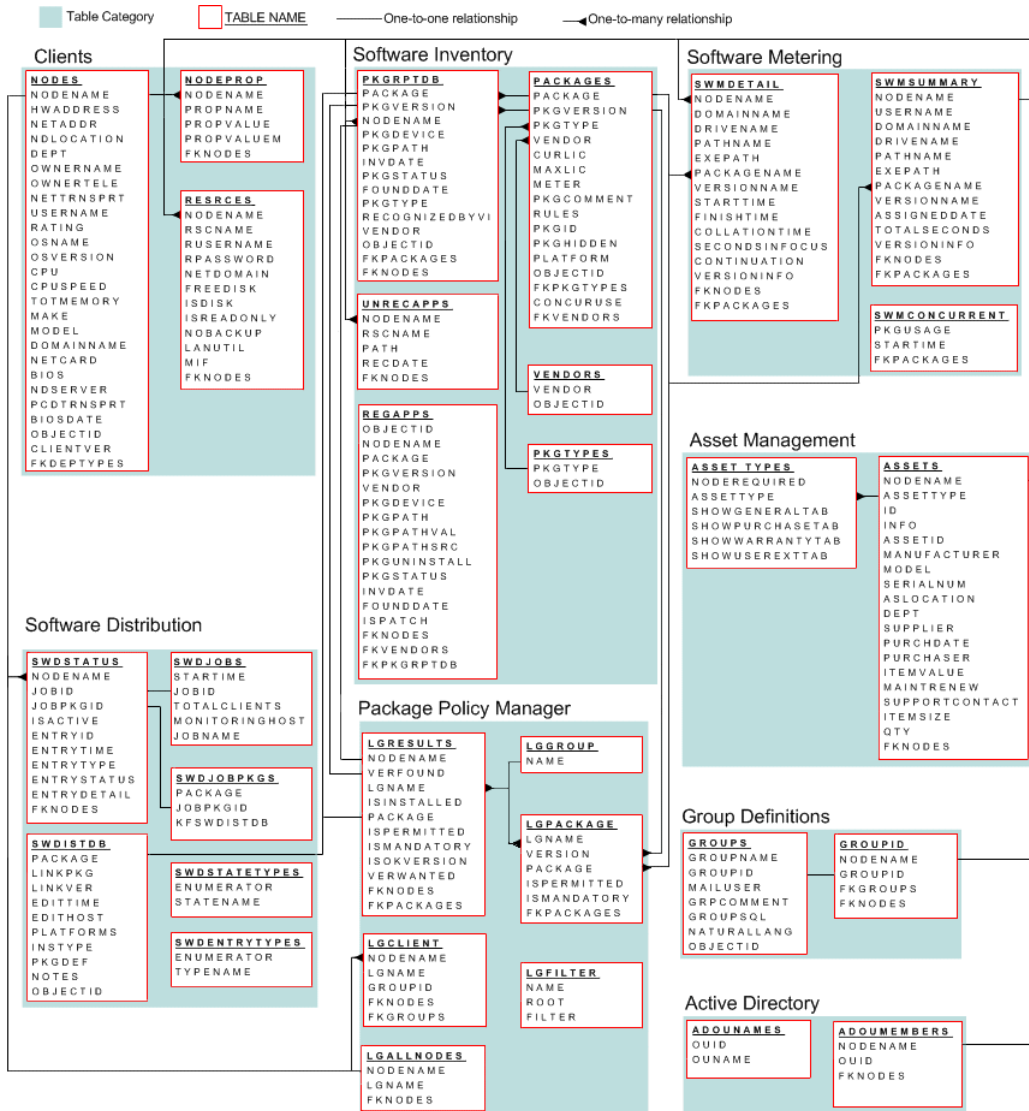 Table Category
TABLE NAME
One-to-one relationship
One-to-many relationship
Clients
NODES
NODENAME
HWADDRESS
NETADDR
NDLOCATION
DEPT
OWNERNAME
OWNERTELE
NETTRNSPRT
USERNAME
RATING
OSNAME
OSVERSION
CPU
CPUSPEED
TOTMEMORY
MAKE
MODEL
DOMAINNAME
NETCARD
BIOS
NDSERVER
PCDTRNSPRT
BIOSDATE
OBJECTID
CLIENTVER
FKDEPTYPES
NODEPROP
NODENAME
PROPNAME
PROPVALUE
PROPVALUEM
FKNODES
RESRCES
NODENAME
RSCNAME
RUSERNAME
RPASSWORD
NETDOMAIN
FREEDISK
ISDISK
ISREADONLY
NOBACKUP
LANUTIL
MIF
FKNODES
Software Inventory
PKGRPTDB
PACKAGE
PKGVERSION
NODENAME
PKGDEVICE
PKGPATH
INVDATE
PKGSTATUS
FOUNDDATE
PKGTYPE
RECOGNIZEDBYVI
VENDOR
OBJECTID
FKPACKAGES
FKNODES
UNRECAPPS
NODENAME
RSCNAME
PATH
RECDATE
FKNODES
REGAPPS
OBJECTID
NODENAME
PACKAGE
PKGVERSION
VENDOR
PKGDEVICE
PKGPATH
PKGPATHVAL
PKGPATHSRC
PKGUNINSTALL
PKGSTATUS
INVDATE
FOUNDDATE
ISPATCH
FKNODES
FKVENDORS
FKPKGRPTDB
PACKAGES
PACKAGE
PKGVERSION
PKGTYPE
VENDOR
CURLIC
MAXLIC
METER
PKGCOMMENT
RULES
PKGID
PKGHIDDEN
PLATFORM
OBJECTID
FKPKGTYPES
CONCURUSE
FKVENDORS
VENDORS
VENDOR
OBJECTID
PKGTYPES
PKGTYPE
OBJECTID
Software Metering
SWMDETAIL
NODENAME
DOMAINNAME
DRIVENAME
PATHNAME
EXEPATH
PACKAGENAME
VERSIONNAME
STARTTIME
FINISHTIME
COLLATIONTIME
SECONDSINFOCUS
CONTINUATION
VERSIONINFO
FKNODES
FKPACKAGES
SWMSUMMARY
NODENAME
USERNAME
DOMAINNAME
DRIVENAME
PATHNAME
EXEPATH
PACKAGENAME
VERSIONNAME
ASSIGNEDDATE
TOTALSECONDS
VERSIONINFO
FKNODES
FKPACKAGES
SWMCONCURRENT
PKGUSAGE
STARTIME
FKPACKAGES
Asset Management
ASSET TYPES
NODEREQUIRED
ASSETTYPE
SHOWGENERALTAB
SHOWPURCHASETAB
SHOWWARRANTYTAB
SHOWUSEREXTTAB
ASSETS
NODENAME
ASSETTYPE
ID
INFO
ASSETID
MANUFACTURER
MODEL
SERIALNUM
ASLOCATION
DEPT
SUPPLIER
PURCHDATE
PURCHASER
ITEMVALUE
MAINTRENEW
SUPPORTCONTACT
ITEMSIZE
QTY
FKNODES
Software Distribution
SWDSTATUS
NODENAME
JOBID
JOBPKGID
ISACTIVE
ENTRYID
ENTRYTIME
ENTRYTYPE
ENTRYSTATUS
ENTRYDETAIL
FKNODES
SWDISTDB
PACKAGE
LINKPKG
LINKVER
EDITTIME
EDITHOST
PLATFORMS
INSTYPE
PKGDEF
NOTES
OBJECTID
SWDJOBS
STARTIME
JOBID
TOTALCLIENTS
MONITORINGHOST
JOBNAME
SWDJOBPKGS
PACKAGE
JOBPKGID
KFSWDISTDB
SWDSTATETYPES
ENUMERATOR
STATENAME
SWDENTRYTYPES
ENUMERATOR
TYPENAME
Package Policy Manager
LGRESULTS
NODENAME
VERFOUND
LGNAME
ISINSTALLED
PACKAGE
ISPERMITTED
ISMANDATORY
ISOKVERSION
VERWANTED
FKNODES
FKPACKAGES
LGCLIENT
NODENAME
LGNAME
GROUPID
FKNODES
FKGROUPS
LGALLNODES
NODENAME
LGNAME
FKNODES
LGGROUP
NAME
LGPACKAGE
LGNAME
VERSION
PACKAGE
ISPERMITTED
ISMANDATORY
FKPACKAGES
LGFILTER
NAME
ROOT
FILTER
Group Definitions
GROUPS
GROUPNAME
GROUPID
MAILUSER
GRPCOMMENT
GROUPSQL
NATURALLANG
OBJECTID
GROUPID
NODENAME
GROUPID
FKGROUPS
FKNODES
Active Directory
ADOUNAMES
OUID
OUNAME
ADOUMEMBERS
NODENAME
OUID
FKNODES